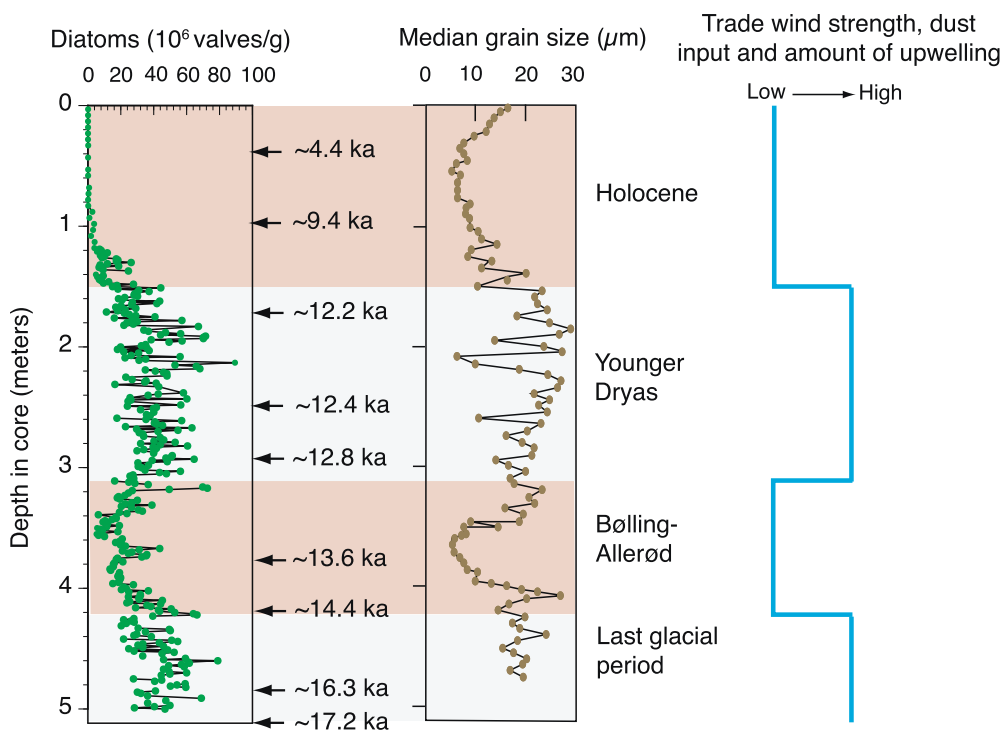 Diatoms (10⁶ valves/g)
0 20 40 60 80 100
Median grain size (µm)
0 10 20 30
Trade wind strength, dust
input and amount of upwelling
Low High
Depth in core (meters)
0
1
2
3
4
5
~4.4 ka
~9.4 ka
~12.2 ka
~12.4 ka
~12.8 ka
~13.6 ka
~14.4 ka
~16.3 ka
~17.2 ka
Holocene
Younger
Dryas
Bølling-
Allerød
Last glacial
period